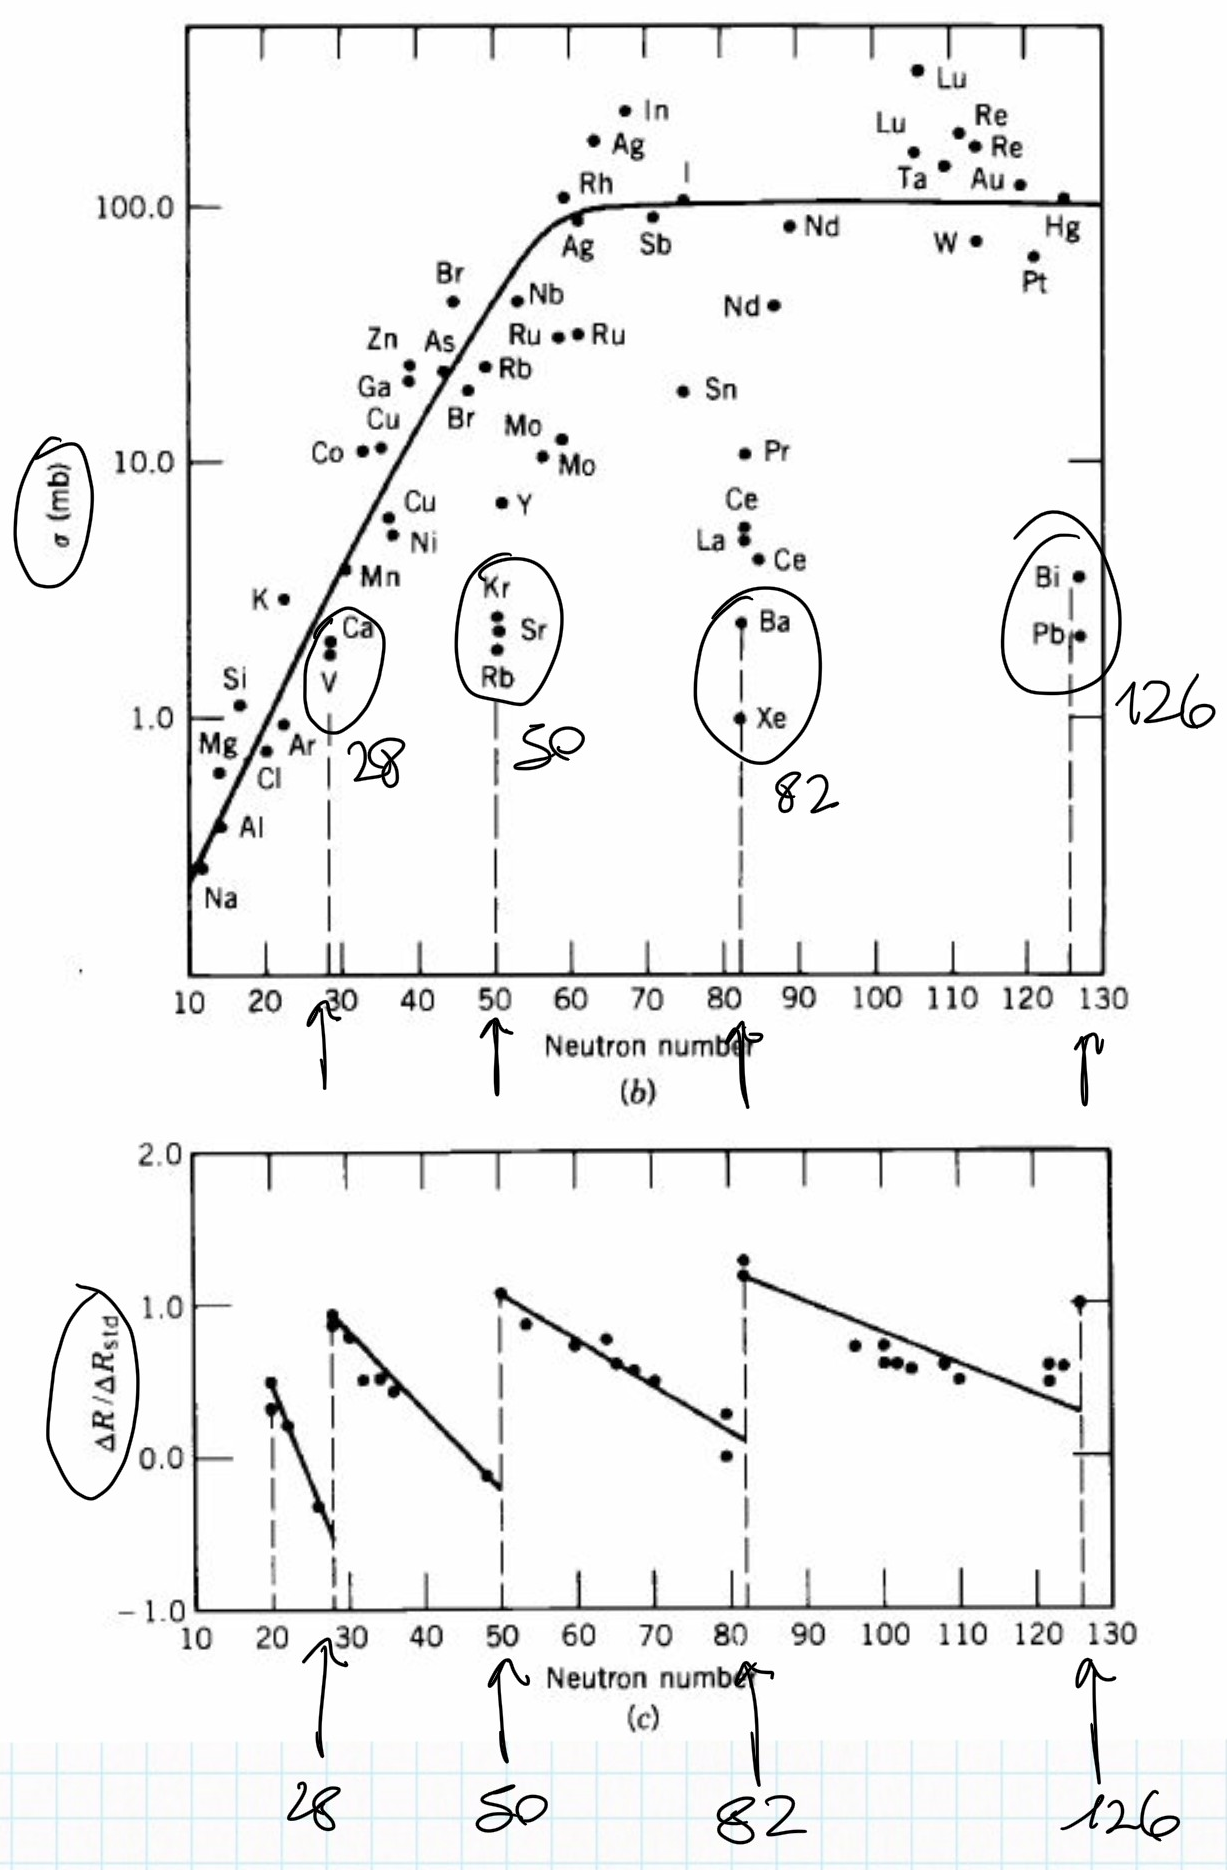 Lu
In
Re
Lu
Re
Ag
I
Rh
Ta
Au
100.0
Ag
Sb
Nd
W
Hg
Pt
Br
Nb
Nd
Zn
As
Ru
Ru
Ga
Rb
Sn
Cu
Br
Mo
Co
Mo
Pr
10.0
σ (mb)
Cu
Y
Ce
Ni
La
Ce
Mn
K
Kr
Bi
Ca
Sr
Ba
Pb
V
Rb
Si
1.0
Xe
126
Mg
Ar
28
50
Cl
82
Al
Na
10 20 30 40 50 60 70 80 90 100 110 120 130
Neutron number
(b)
2.0
1.0
ΔR/ΔRstd
0.0
−1.0
10 20 30 40 50 60 70 80 90 100 110 120 130
Neutron number
(c)
28 50 82 126